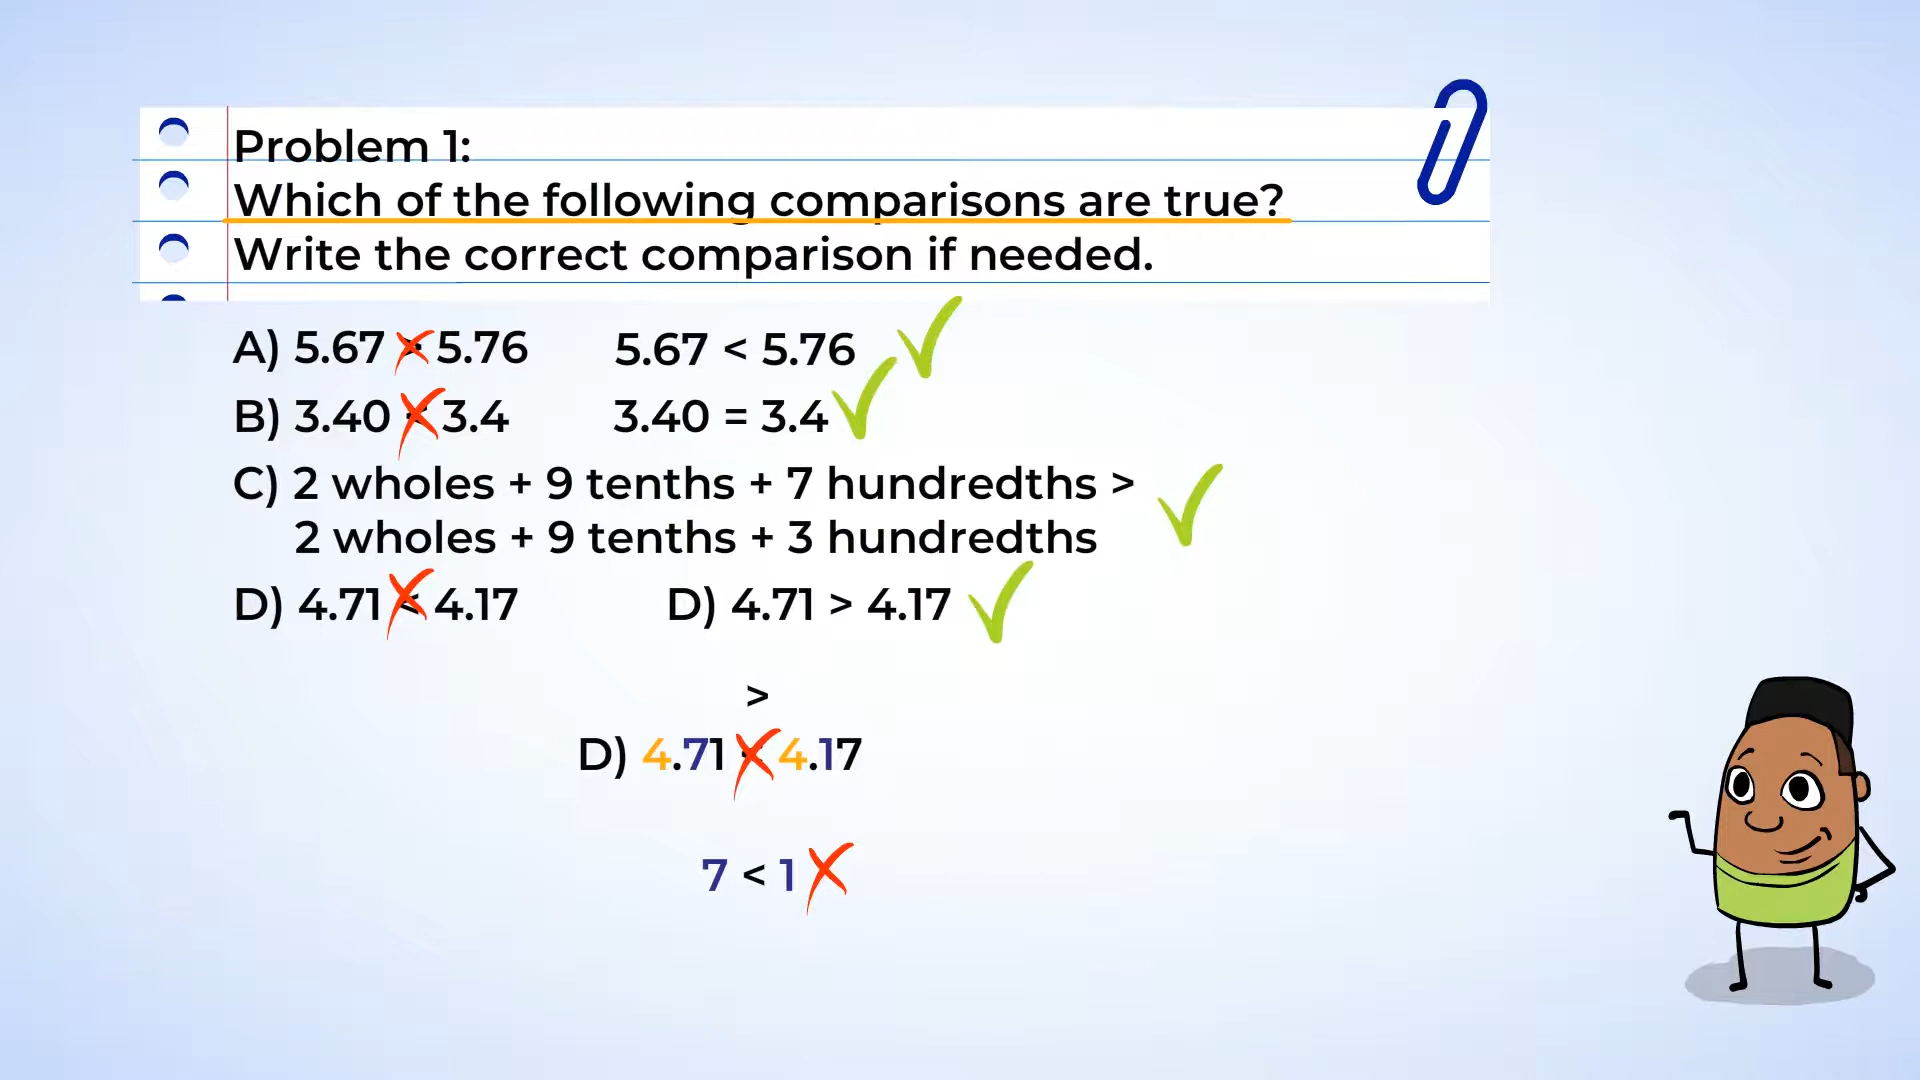 Problem 1:
Which of the following comparisons are true?
Write the correct comparison if needed.
A) 5.67 > 5.76 5.67 < 5.76
B) 3.40 < 3.4 3.40 = 3.4
C) 2 wholes + 9 tenths + 7 hundredths >
2 wholes + 9 tenths + 3 hundredths
D) 4.71 < 4.17 D) 4.71 > 4.17
>
D) 4.71 < 4.17
7 < 1